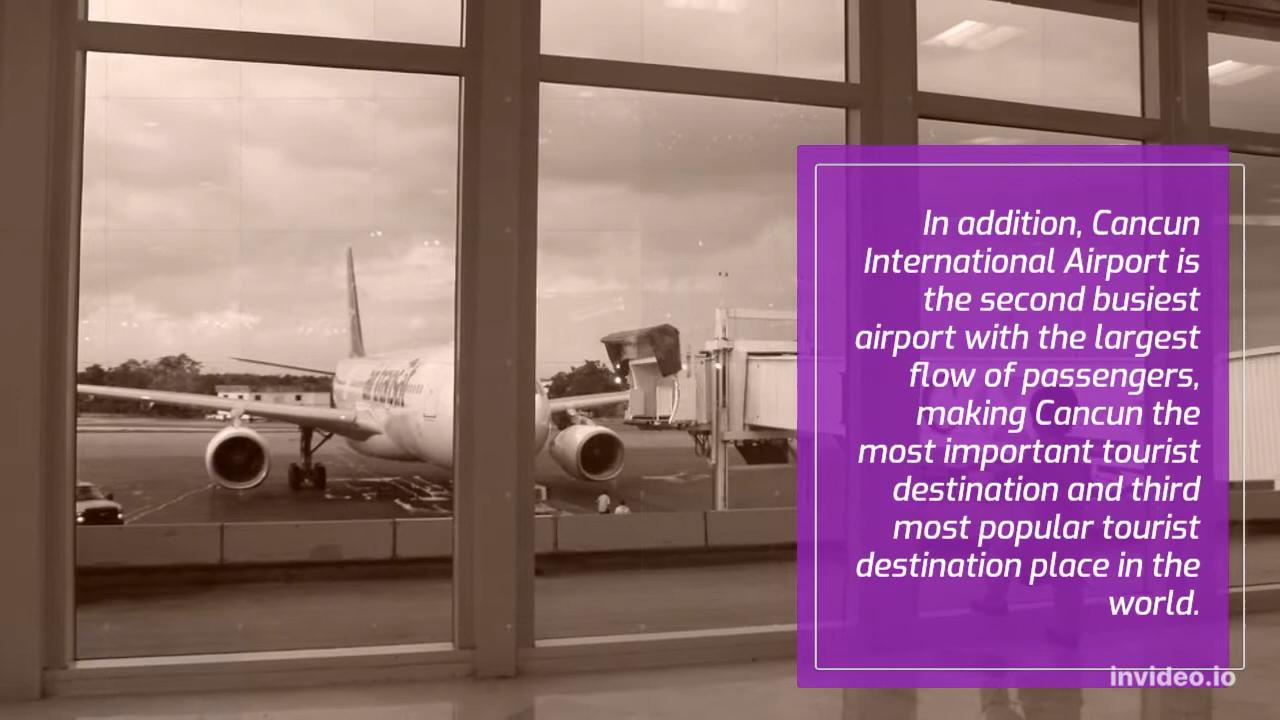 In addition, Cancun
International Airport is
the second busiest
airport with the largest
flow of passengers,
making Cancun the
most important tourist
destination and third
most popular tourist
destination place in the
world.
invideo.io